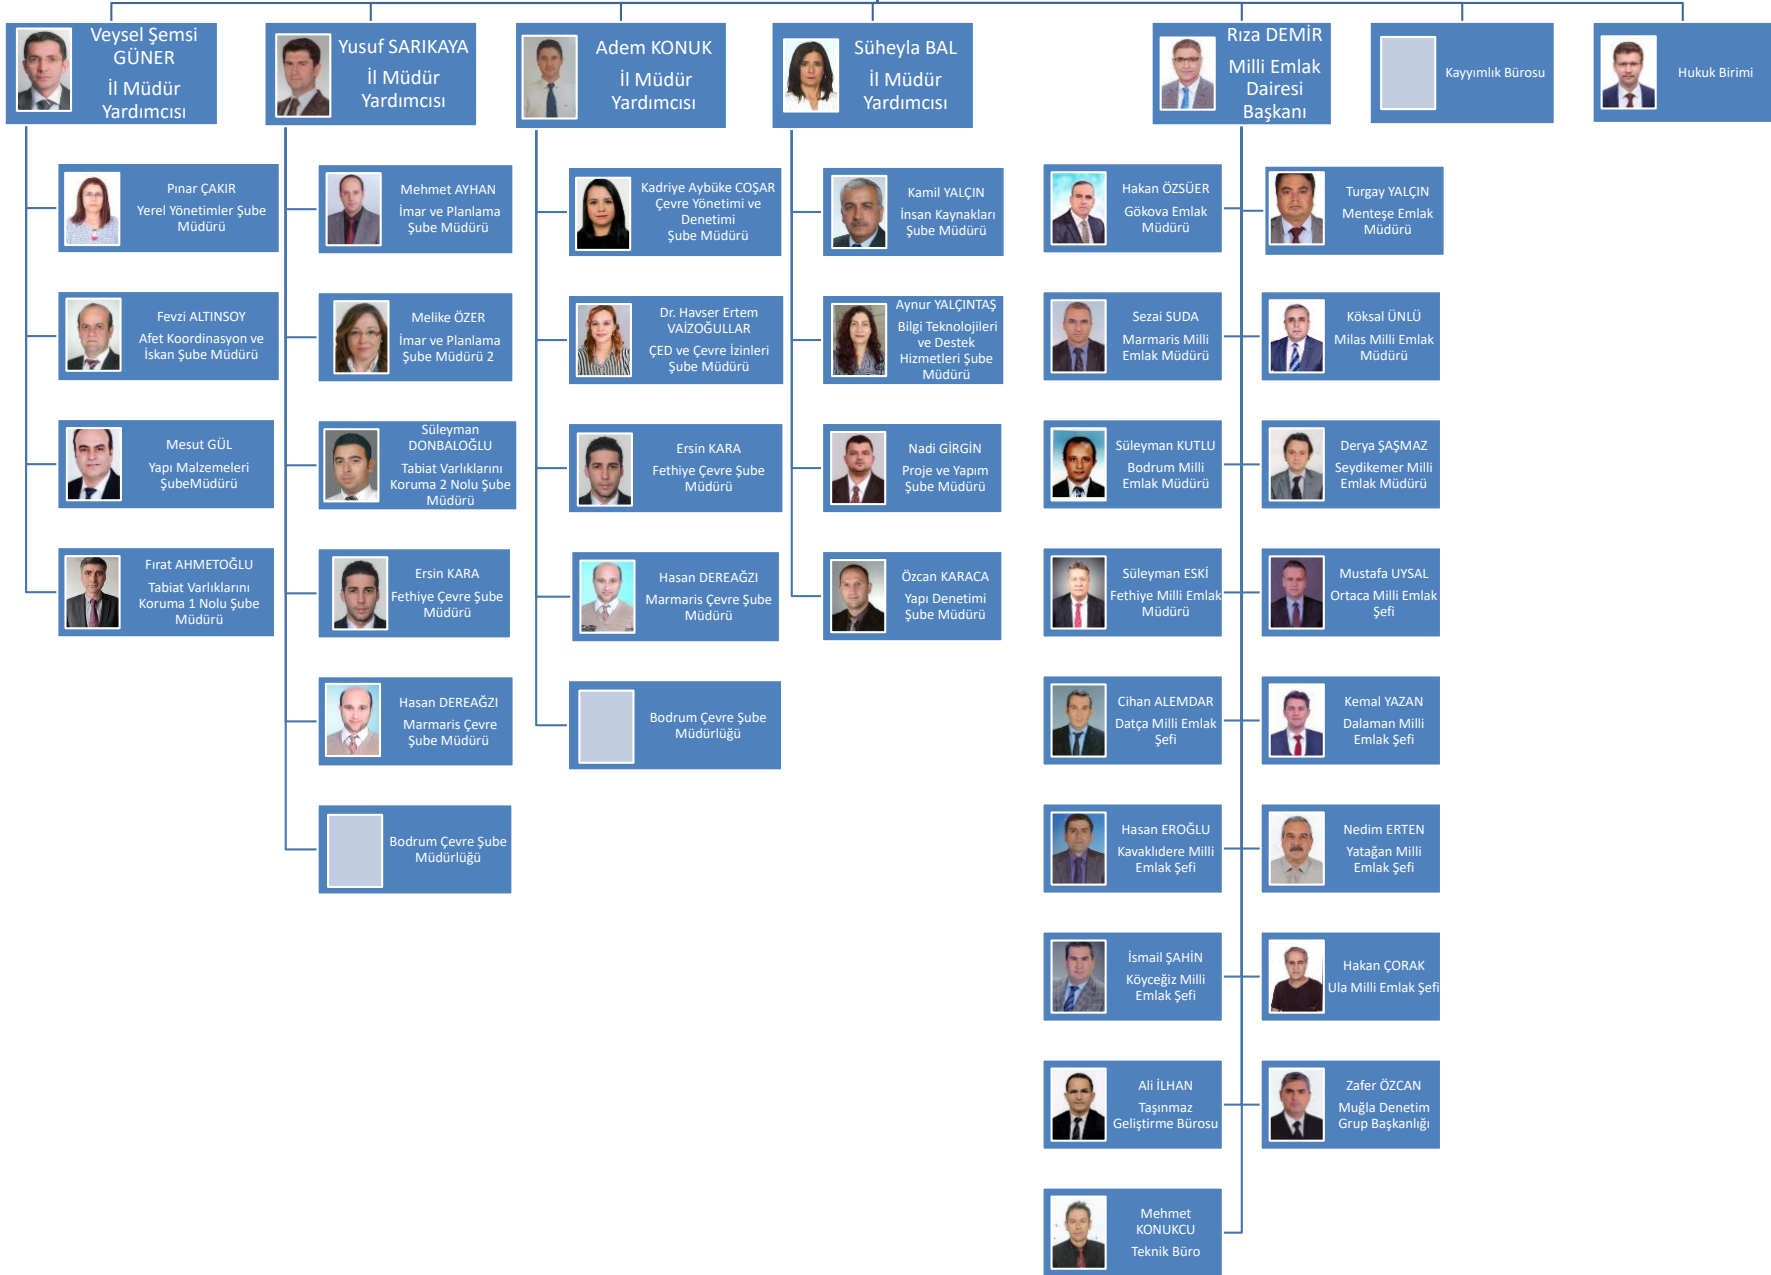 Veysel Şemsi
GÜNER
İl Müdür
Yardımcısı
Yusuf SARIKAYA
İl Müdür
Yardımcısı
Adem KONUK
İl Müdür
Yardımcısı
Süheyla BAL
İl Müdür
Yardımcısı
Rıza DEMİR
Milli Emlak
Dairesi
Başkanı
Kayyımlık Bürosu
Hukuk Birimi
Pınar ÇAKIR
Yerel Yönetimler Şube
Müdürü
Fevzi ALTINSOY
Afet Koordinasyon ve
İskan Şube Müdürü
Mesut GÜL
Yapı Malzemeleri
ŞubeMüdürü
Fırat AHMETOĞLU
Tabiat Varlıklarını
Koruma 1 Nolu Şube
Müdürü
Mehmet AYHAN
İmar ve Planlama
Şube Müdürü
Melike ÖZER
İmar ve Planlama
Şube Müdürü 2
Süleyman
DONBALOĞLU
Tabiat Varlıklarını
Koruma 2 Nolu Şube
Müdürü
Ersin KARA
Fethiye Çevre Şube
Müdürü
Hasan DEREAĞZI
Marmaris Çevre
Şube Müdürü
Bodrum Çevre Şube
Müdürlüğü
Kadriye Aybüke COŞAR
Çevre Yönetimi ve
Denetimi
Şube Müdürü
Dr. Havser Ertem
VAİZOĞULLAR
ÇED ve Çevre İzinleri
Şube Müdürü
Ersin KARA
Fethiye Çevre Şube
Müdürü
Hasan DEREAĞZI
Marmaris Çevre Şube
Müdürü
Bodrum Çevre Şube
Müdürlüğü
Kamil YALÇIN
İnsan Kaynakları
Şube Müdürü
Aynur YALÇINTAŞ
Bilgi Teknolojileri
ve Destek
Hizmetleri Şube
Müdürü
Nadi GİRGİN
Proje ve Yapım
Şube Müdürü
Özcan KARACA
Yapı Denetimi
Şube Müdürü
Hakan ÖZSÜER
Gökova Emlak
Müdürü
Turgay YALÇIN
Menteşe Emlak
Müdürü
Sezai SUDA
Marmaris Milli
Emlak Müdürü
Köksal ÜNLÜ
Milas Milli Emlak
Müdürü
Süleyman KUTLU
Bodrum Milli
Emlak Müdürü
Derya ŞAŞMAZ
Seydikemer Milli
Emlak Müdürü
Süleyman ESKİ
Fethiye Milli Emlak
Müdürü
Mustafa UYSAL
Ortaca Milli Emlak
Şefi
Cihan ALEMDAR
Datça Milli Emlak
Şefi
Kemal YAZAN
Dalaman Milli
Emlak Şefi
Hasan EROĞLU
Kavaklıdere Milli
Emlak Şefi
Nedim ERTEN
Yatağan Milli
Emlak Şefi
İsmail ŞAHİN
Köyceğiz Milli
Emlak Şefi
Hakan ÇORAK
Ula Milli Emlak Şefi
Ali İLHAN
Taşınmaz
Geliştirme Bürosu
Zafer ÖZCAN
Muğla Denetim
Grup Başkanlığı
Mehmet
KONUKCU
Teknik Büro